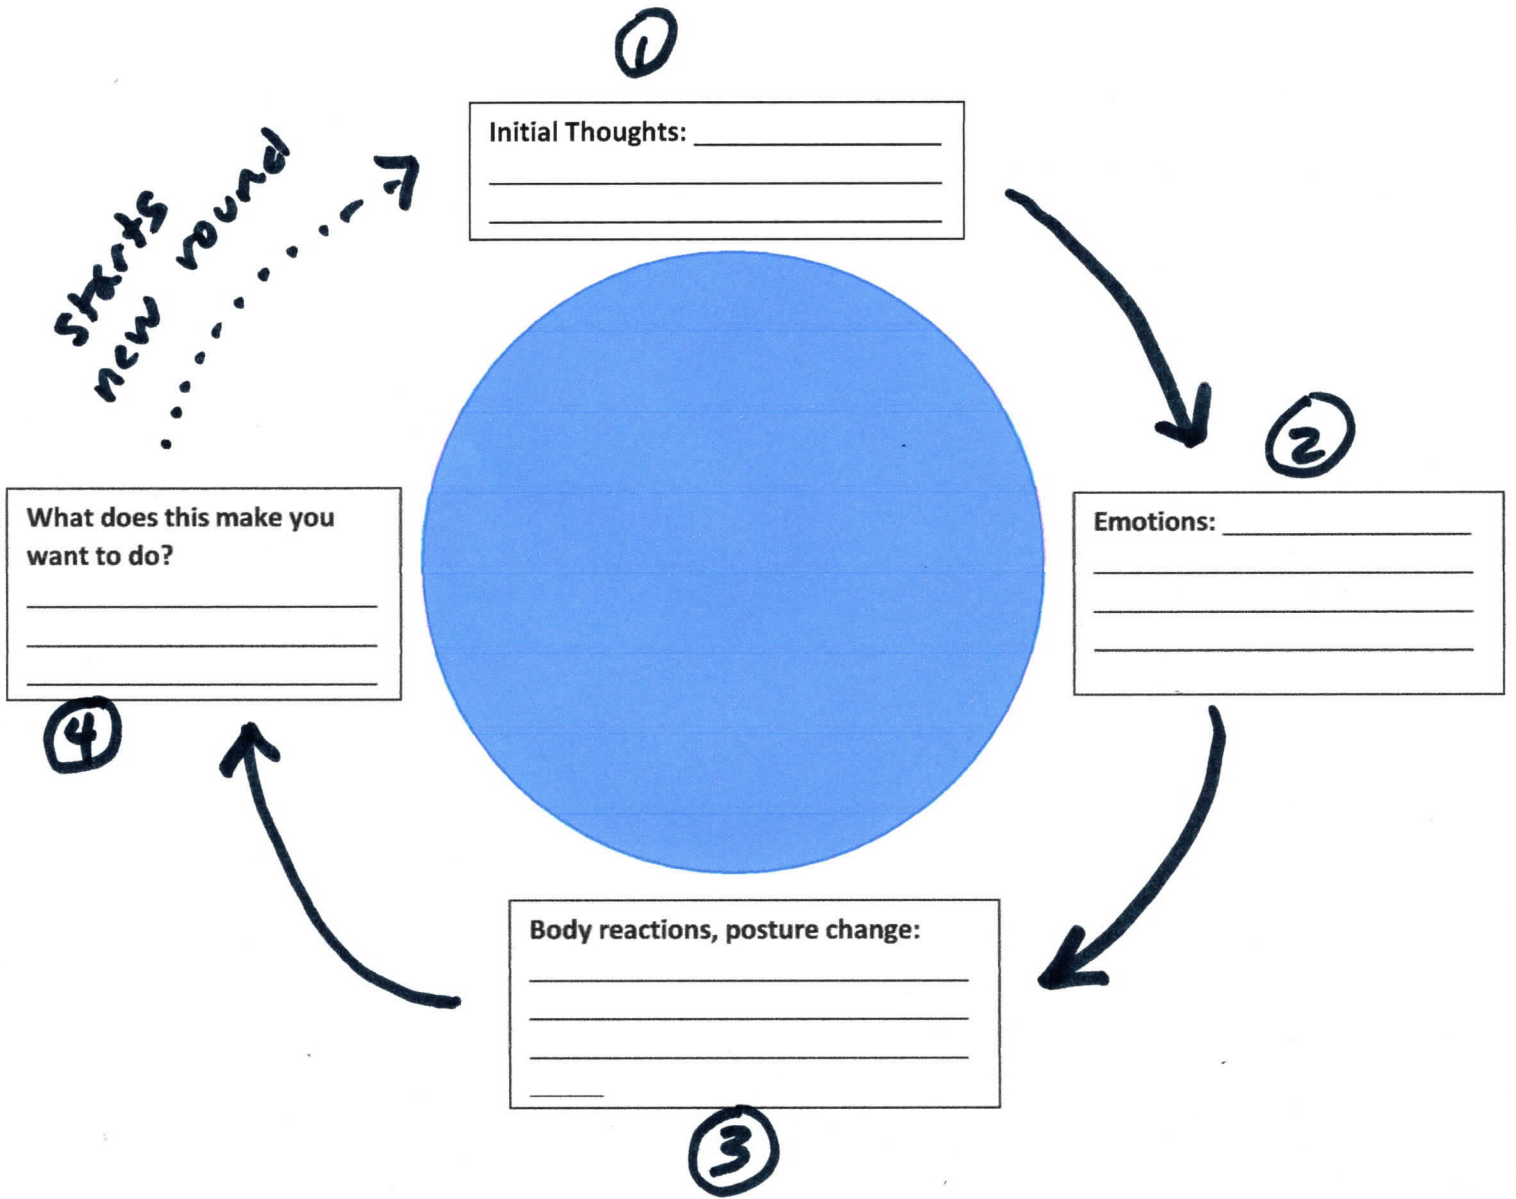 1
Initial Thoughts:
starts
new round
2
Emotions:
What does this make you
want to do?
4
Body reactions, posture change:
3